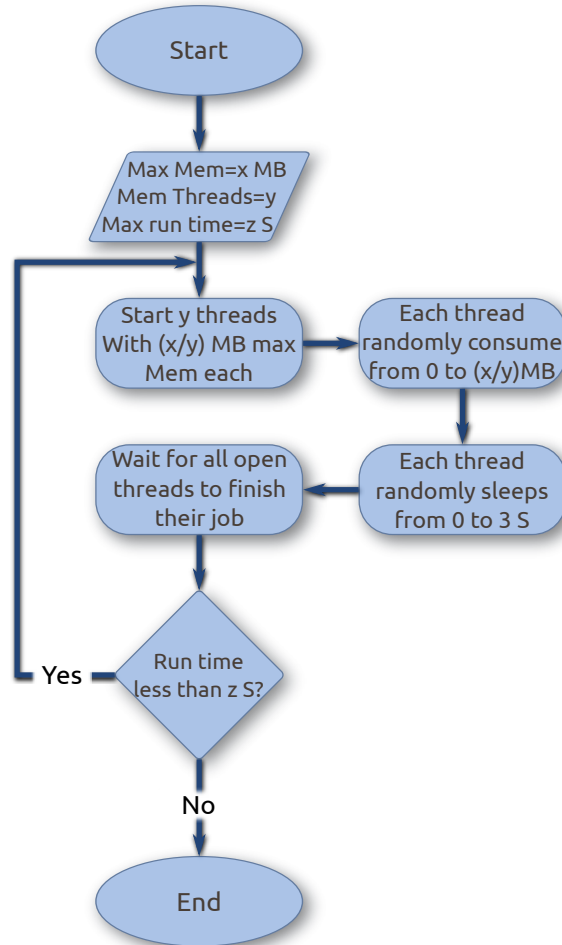 Start
Max Mem=x MB
Mem Threads=y
Max run time=z S
Start y threads
With (x/y) MB max
Mem each
Each thread
randomly consume
from 0 to (x/y)MB
Each thread
randomly sleeps
from 0 to 3 S
Wait for all open
threads to finish
their job
Run time
less than z S?
Yes
No
End